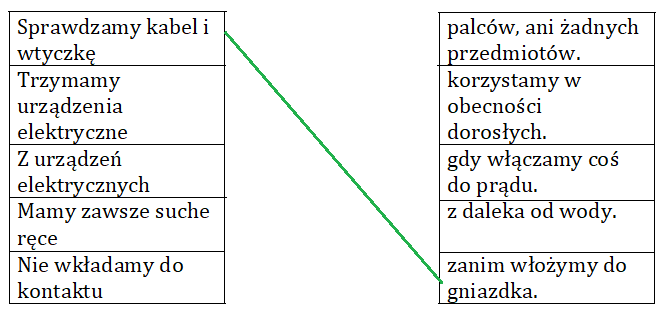 Sprawdzamy kabel i
wtyczkę
Trzymamy
urządzenia
elektryczne
Z urządzeń
elektrycznych
Mamy zawsze suche
ręce
Nie wkładamy do
kontaktu
palców, ani żadnych
przedmiotów.
korzystamy w
obecności
dorosłych.
gdy włączamy coś
do prądu.
z daleka od wody.
zanim włożymy do
gniazdka.